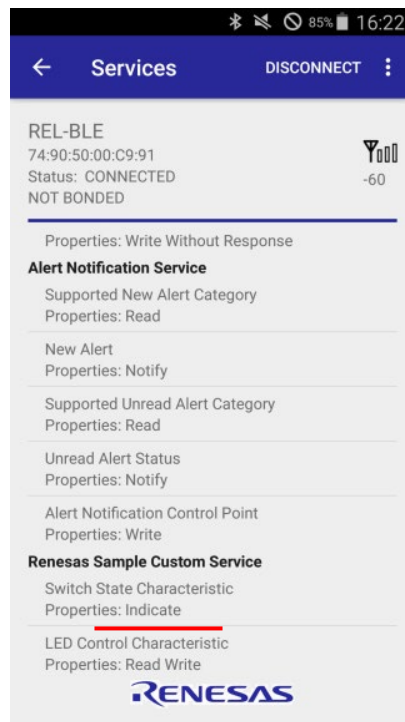 85% 16:22
Services DISCONNECT
REL-BLE
74:90:50:00:C9:91
Status: CONNECTED
-60
NOT BONDED
Properties: Write Without Response
Alert Notification Service
Supported New Alert Category
Properties: Read
New Alert
Properties: Notify
Supported Unread Alert Category
Properties: Read
Unread Alert Status
Properties: Notify
Alert Notification Control Point
Properties: Write
Renesas Sample Custom Service
Switch State Characteristic
Properties: Indicate
LED Control Characteristic
Properties: Read Write
RENESAS